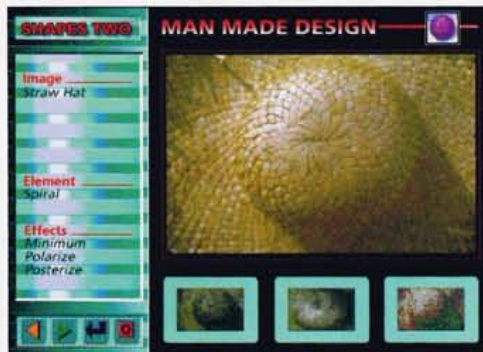 SHAPES TWO
MAN MADE DESIGN
Image
Straw Hat
Element
Spiral
Effects
Minimum
Polarize
Posterize